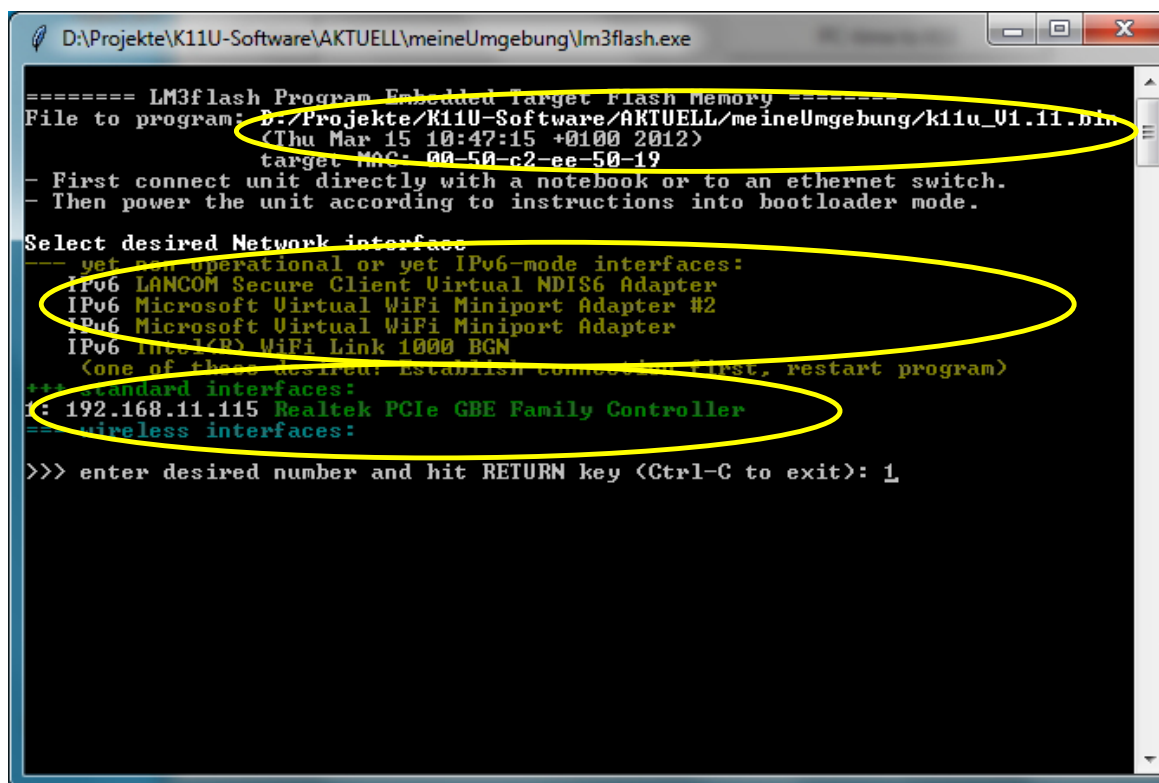 D:\Projekte\K11U-Software\AKTUELL\meineUmgebung\lm3flash.exe
======== LM3flash Program Embedded Target Flash Memory ========
File to program: D:/Projekte/K11U-Software/AKTUELL/meineUmgebung/k11u_V1.11.bin
(Thu Mar 15 10:47:15 +0100 2012)
target MAC: 00-50-c2-ee-50-19
- First connect unit directly with a notebook or to an ethernet switch.
- Then power the unit according to instructions into bootloader mode.
Select desired Network interface
--- yet non-operational or yet IPv6-mode interfaces:
IPv6 LANCOM Secure Client Virtual NDIS6 Adapter
IPv6 Microsoft Virtual WiFi Miniport Adapter #2
IPv6 Microsoft Virtual WiFi Miniport Adapter
IPv6 Intel(R) WiFi Link 1000 BGN
(one of these desired? Establish connection first, restart program)
+++ standard interfaces:
1: 192.168.11.115 Realtek PCIe GBE Family Controller
=== wireless interfaces:
>>> enter desired number and hit RETURN key (Ctrl-C to exit): 1